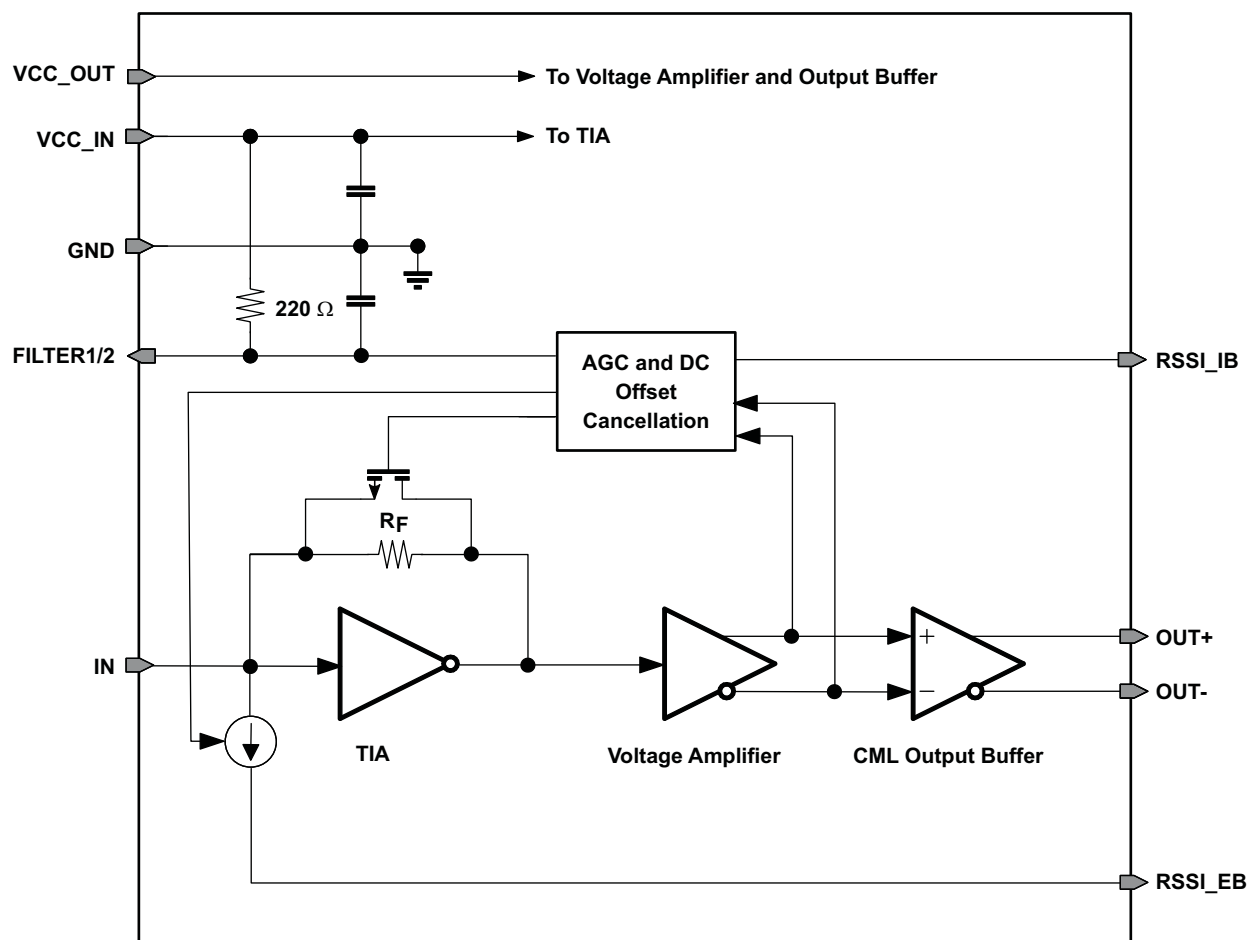 VCC_OUT
To Voltage Amplifier and Output Buffer
VCC_IN
To TIA
GND
220 Ω
FILTER1/2
AGC and DC
Offset
Cancellation
RSSI_IB
RF
IN
+
−
OUT+
OUT-
TIA
Voltage Amplifier
CML Output Buffer
RSSI_EB